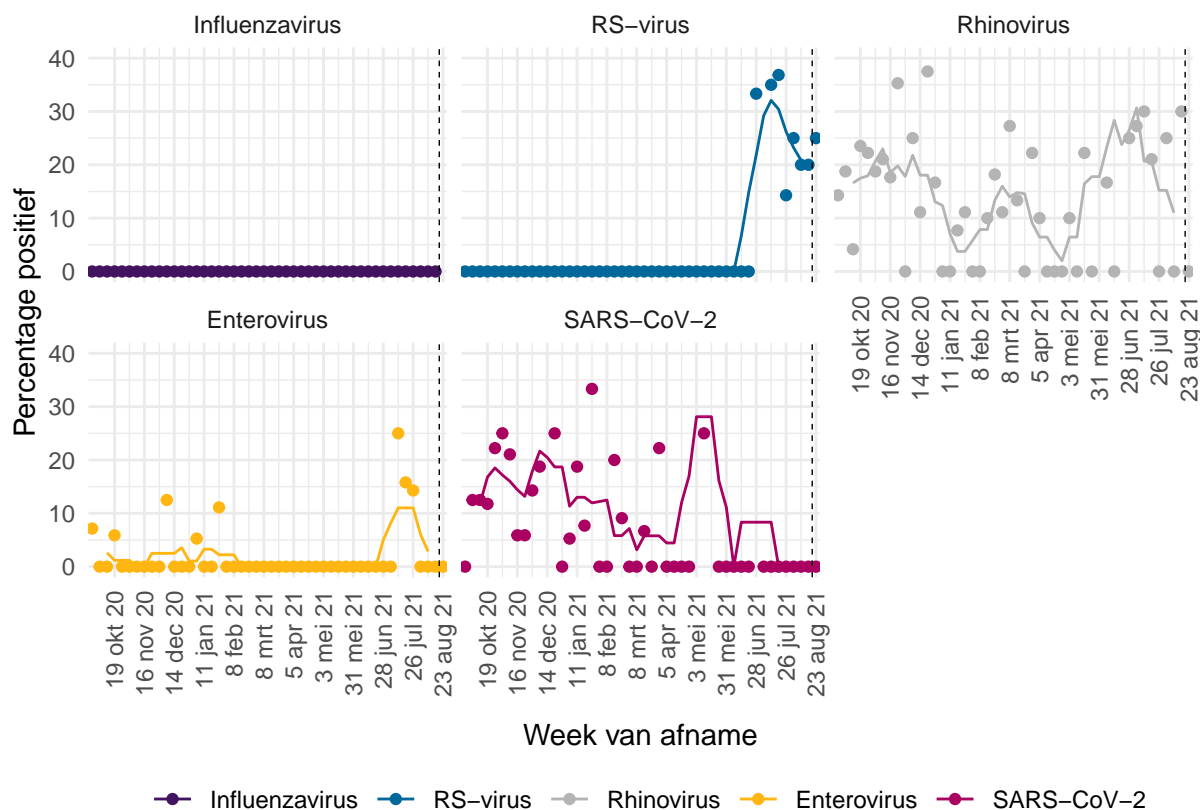 Influenzavirus
RS−virus
Rhinovirus
40
30
20
10
0
Percentage positief
19 okt 20
16 nov 20
14 dec 20
11 jan 21
8 feb 21
8 mrt 21
5 apr 21
3 mei 21
31 mei 21
28 jun 21
26 jul 21
23 aug 21
Enterovirus
SARS−CoV−2
40
30
20
10
0
19 okt 20
16 nov 20
14 dec 20
11 jan 21
8 feb 21
8 mrt 21
5 apr 21
3 mei 21
31 mei 21
28 jun 21
26 jul 21
23 aug 21
19 okt 20
16 nov 20
14 dec 20
11 jan 21
8 feb 21
8 mrt 21
5 apr 21
3 mei 21
31 mei 21
28 jun 21
26 jul 21
23 aug 21
Week van afname
Influenzavirus RS−virus Rhinovirus Enterovirus SARS−CoV−2